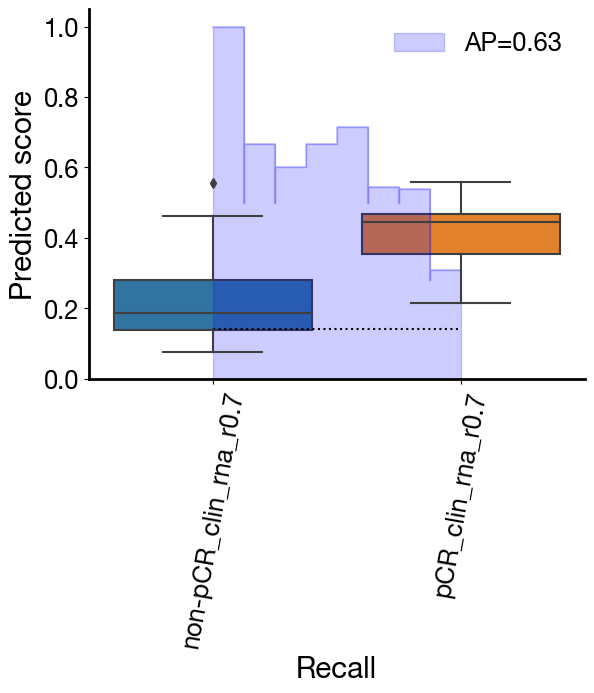 AP=0.63
Predicted score
1.0
0.8
0.6
0.4
0.2
0.0
non-pCR_clin_rna_r0.7
pCR_clin_rna_r0.7
Recall